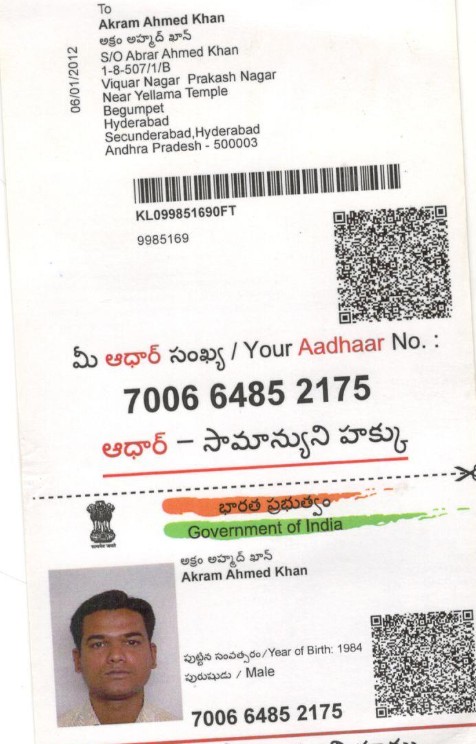 To
Akram Ahmed Khan
అక్రం అహ్మద్ ఖాన్
S/O Abrar Ahmed Khan
1-8-507/1/B
Viquar Nagar Prakash Nagar
Near Yellama Temple
Begumpet
Hyderabad
Secunderabad,Hyderabad
Andhra Pradesh - 500003
06/01/2012
KL099851690FT
9985169
మీ ఆధార్ సంఖ్య / Your Aadhaar No. :
7006 6485 2175
ఆధార్ – సామాన్యుని హక్కు
భారత ప్రభుత్వం
Government of India
అక్రం అహ్మద్ ఖాన్
Akram Ahmed Khan
పుట్టిన సంవత్సరం/Year of Birth: 1984
పురుషుడు / Male
7006 6485 2175